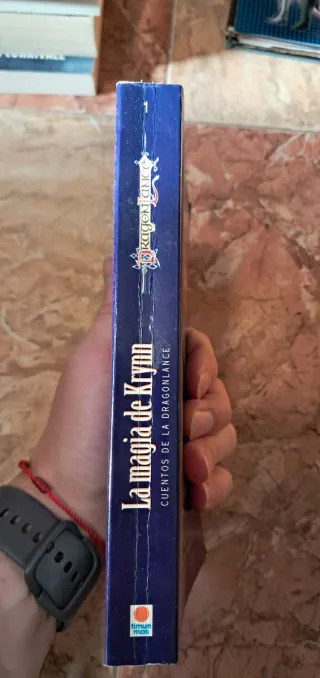 1
DRAGONLANCE
La magia de Krynn
CUENTOS DE LA DRAGONLANCE
timun
mas